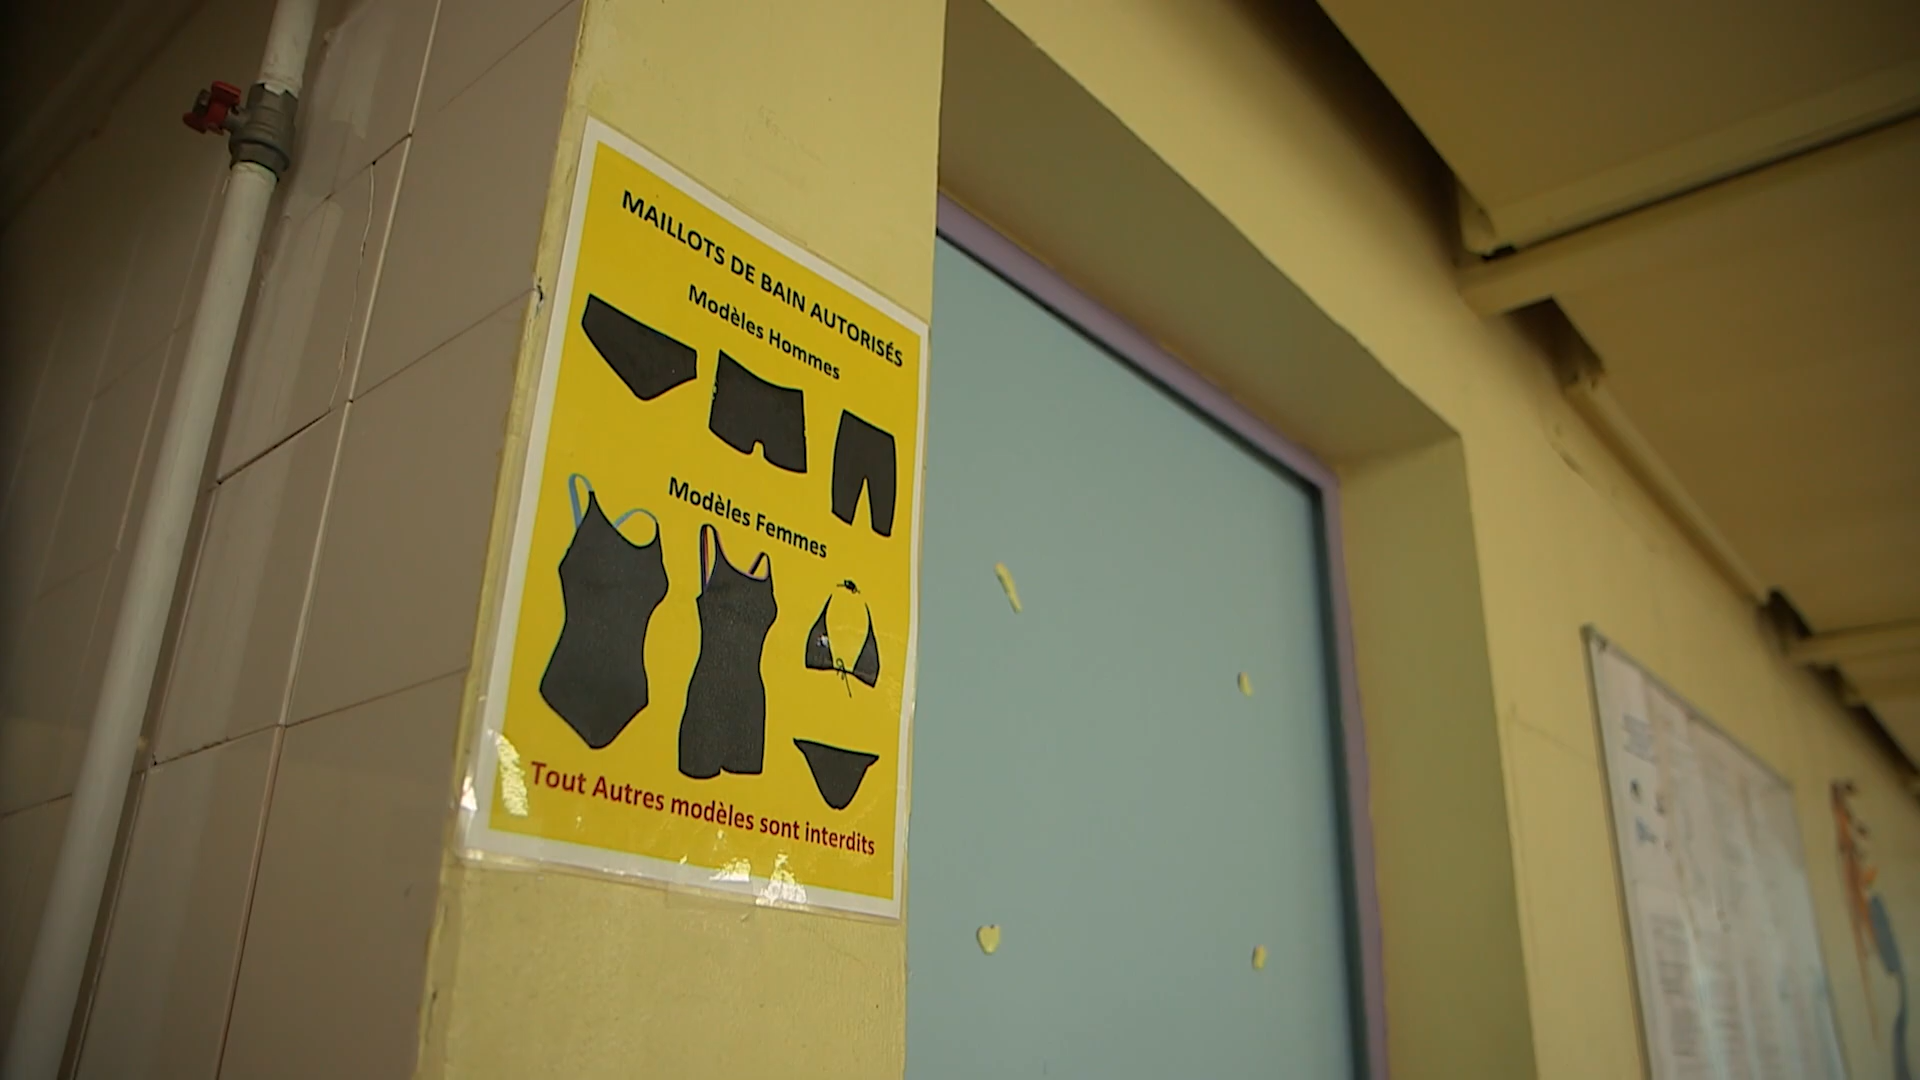 MAILLOTS DE BAIN AUTORISÉS
Modèles Hommes
Modèles Femmes
Tout Autres modèles sont interdits